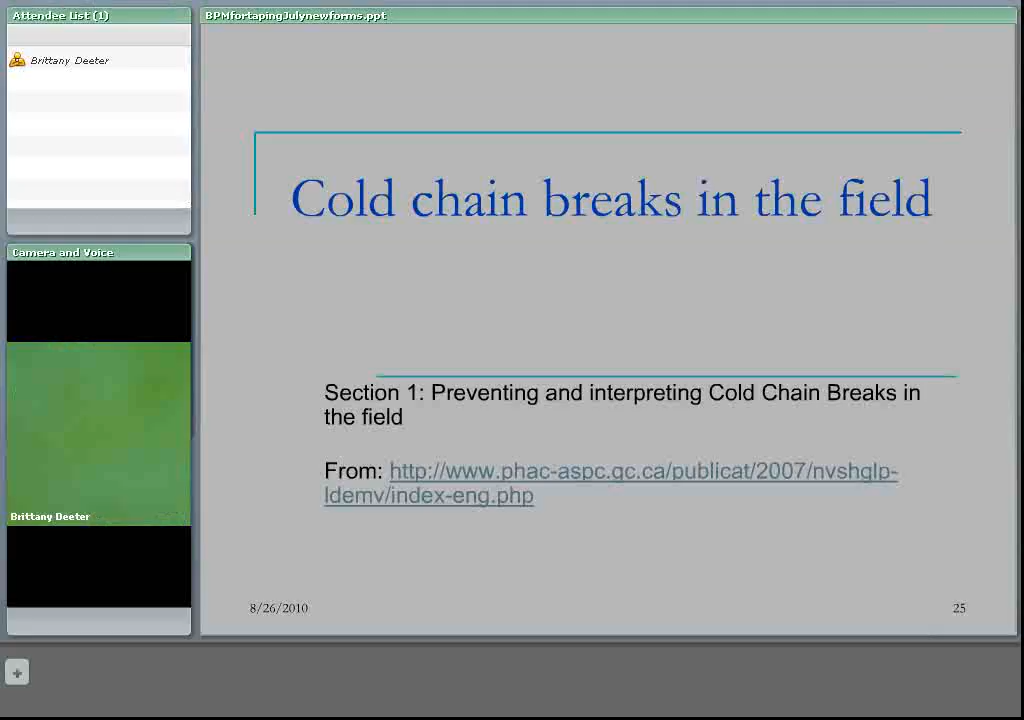 Attendee List (1)
Brittany Deeter
Camera and Voice
Brittany Deeter
BPMfortapingJulynewforms.ppt
Cold chain breaks in the field
Section 1: Preventing and interpreting Cold Chain Breaks in
the field
From: http://www.phac-aspc.gc.ca/publicat/2007/nvshglp-
ldemv/index-eng.php
8/26/2010
25